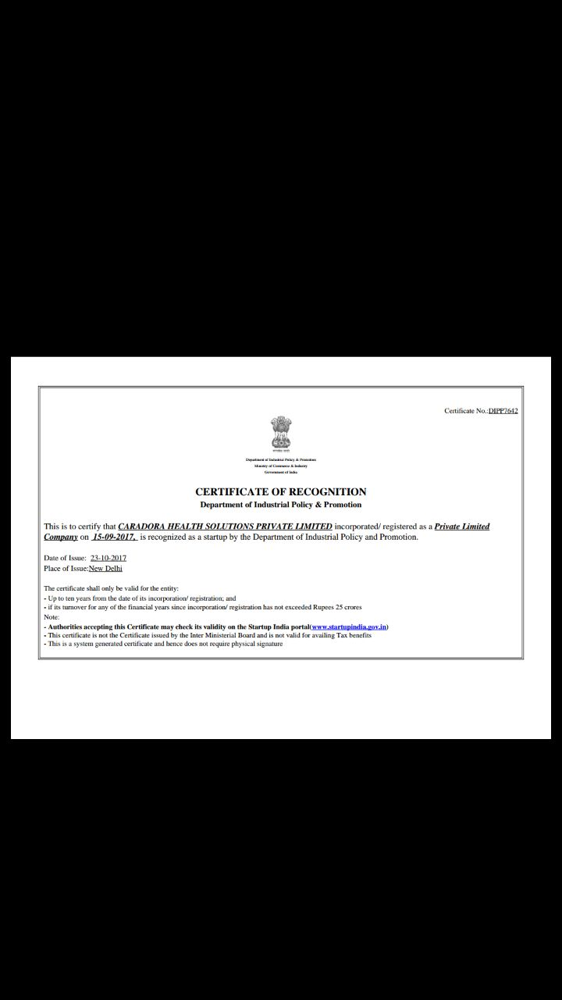 Certificate No.:DIPP7642
Department of Industrial Policy & Promotion
Ministry of Commerce & Industry
Government of India
CERTIFICATE OF RECOGNITION
Department of Industrial Policy & Promotion
This is to certify that CARADORA HEALTH SOLUTIONS PRIVATE LIMITED incorporated/ registered as a Private Limited
Company on 15-09-2017, is recognized as a startup by the Department of Industrial Policy and Promotion.
Date of Issue: 23-10-2017
Place of Issue:New Delhi
The certificate shall only be valid for the entity:
- Up to ten years from the date of its incorporation/ registration; and
- if its turnover for any of the financial years since incorporation/ registration has not exceeded Rupees 25 crores
Note:
- Authorities accepting this Certificate may check its validity on the Startup India portal(www.startupindia.gov.in)
- This certificate is not the Certificate issued by the Inter Ministerial Board and is not valid for availing Tax benefits
- This is a system generated certificate and hence does not require physical signature